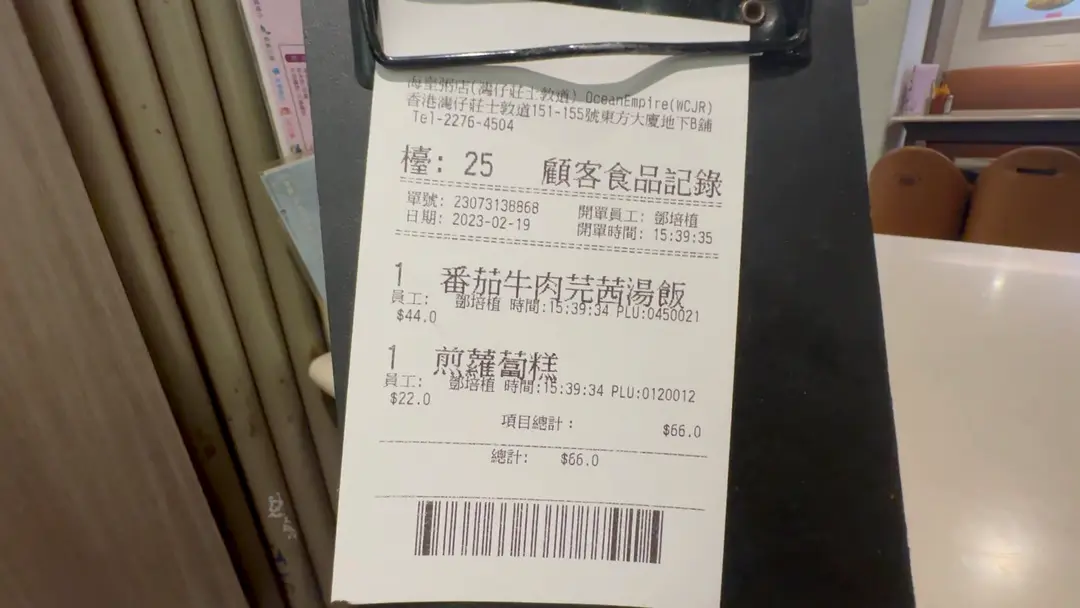 海皇粥店(灣仔莊士敦道) OceanEmpire(WCJR)
香港灣仔莊士敦道151-155號東方大廈地下B舖
Tel-2276-4504
檯: 25 顧客食品記錄
單號: 23073138868 開單員工: 鄧培植
日期: 2023-02-19 開單時間: 15:39:35
1 番茄牛肉芫茜湯飯
員工: 鄧培植 時間:15:39:34 PLU:0450021
$44.0
1 煎蘿蔔糕
員工: 鄧培植 時間:15:39:34 PLU:0120012
$22.0
項目總計: $66.0
總計: $66.0